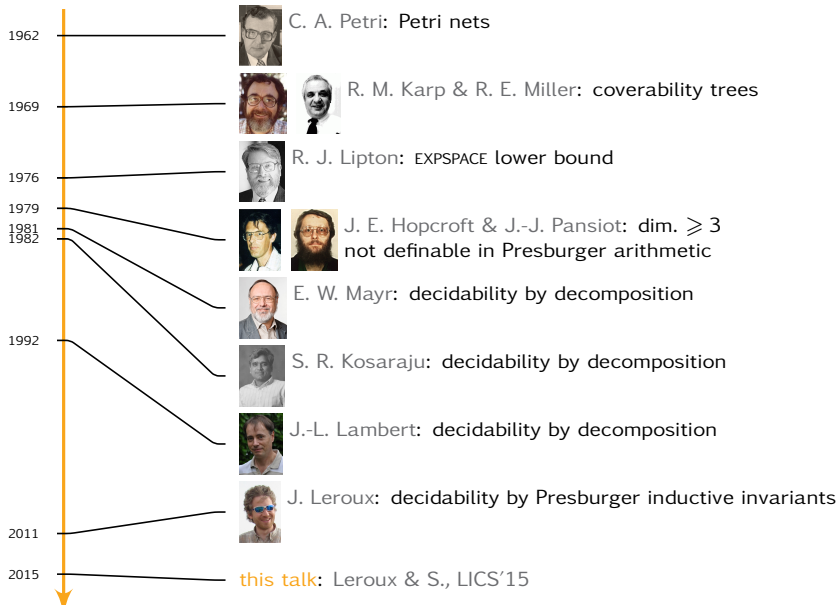 1962
C. A. Petri: Petri nets
1969
R. M. Karp & R. E. Miller: coverability trees
1976
R. J. Lipton: EXPSPACE lower bound
1979
J. E. Hopcroft & J.-J. Pansiot: dim. ⩾ 3
not definable in Presburger arithmetic
1981
E. W. Mayr: decidability by decomposition
1982
S. R. Kosaraju: decidability by decomposition
1992
J.-L. Lambert: decidability by decomposition
2011
J. Leroux: decidability by Presburger inductive invariants
2015
this talk: Leroux & S., LICS′15